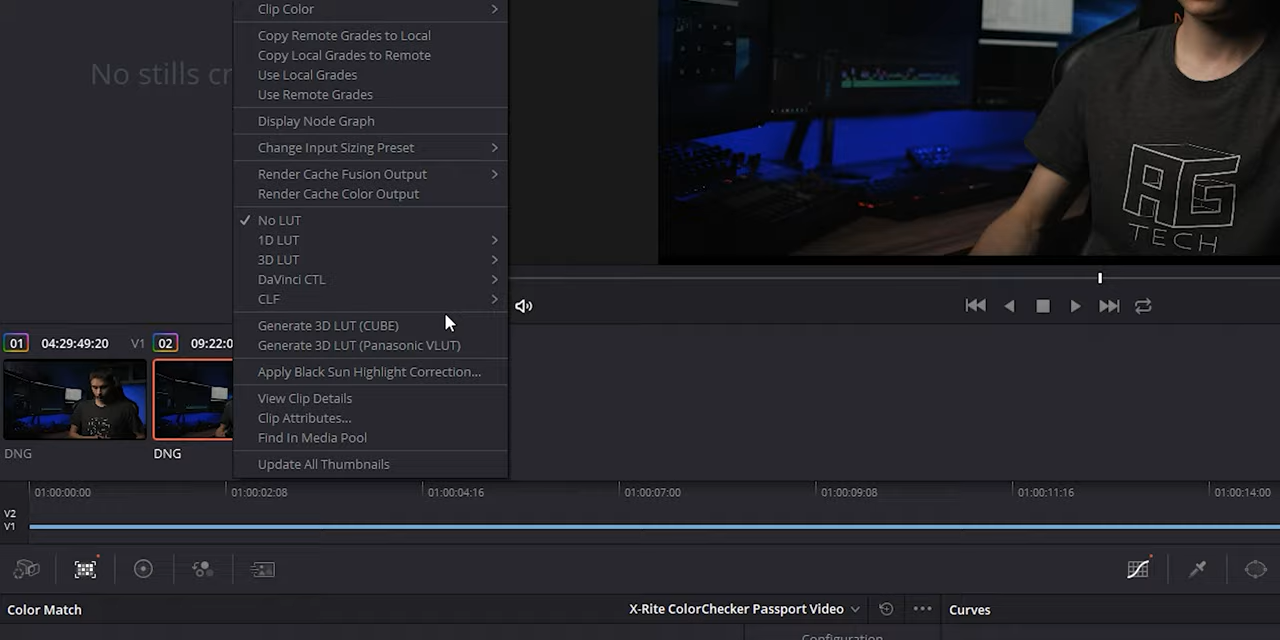 Clip Color
Copy Remote Grades to Local
Copy Local Grades to Remote
Use Local Grades
Use Remote Grades
Display Node Graph
Change Input Sizing Preset
Render Cache Fusion Output
Render Cache Color Output
No LUT
1D LUT
3D LUT
DaVinci CTL
CLF
Generate 3D LUT (CUBE)
Generate 3D LUT (Panasonic VLUT)
Apply Black Sun Highlight Correction...
View Clip Details
Clip Attributes...
Find In Media Pool
Update All Thumbnails
No stills cr
AG
TECH
01 04:29:49:20 V1 02 09:22:0
DNG DNG
01:00:00:00 01:00:02:08 01:00:04:16 01:00:07:00 01:00:09:08 01:00:11:16 01:00:14:00
V2
V1
Color Match X-Rite ColorChecker Passport Video Curves
Configuration